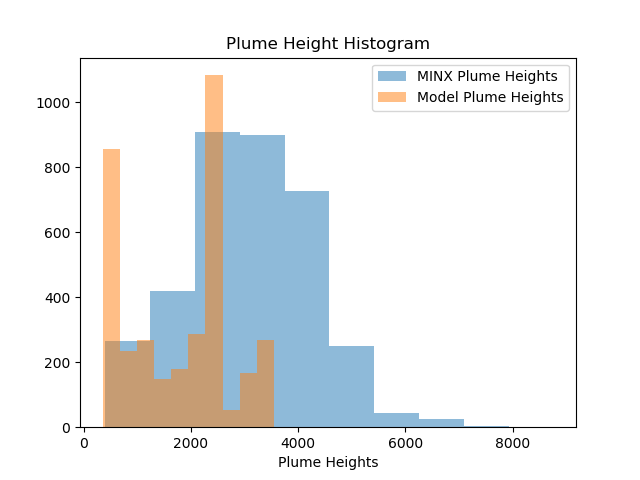 Plume Height Histogram
MINX Plume Heights
Model Plume Heights
1000
800
600
400
200
0
0 2000 4000 6000 8000
Plume Heights